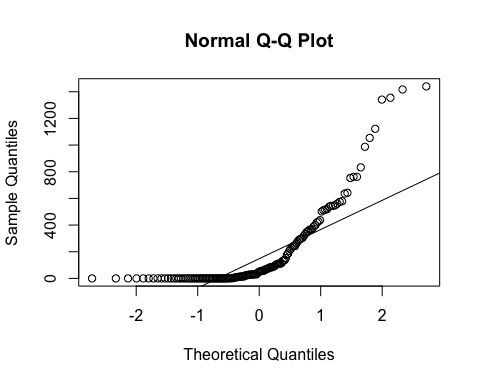 Normal Q-Q Plot
Sample Quantiles
1200
800
400
0
-2 -1 0 1 2
Theoretical Quantiles